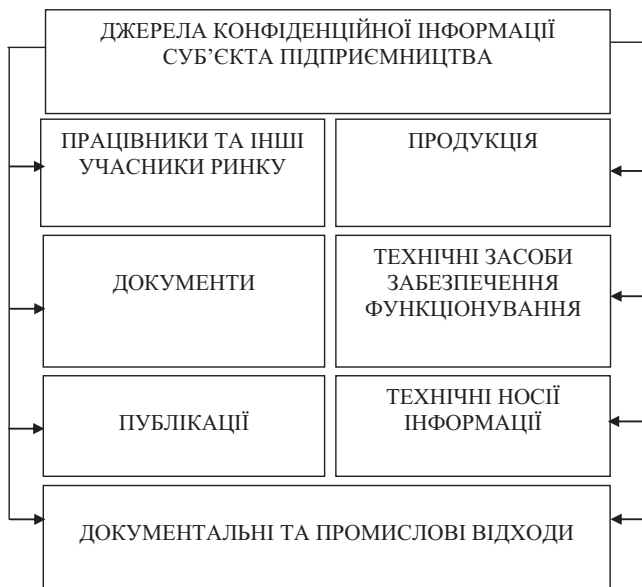 ДЖЕРЕЛА КОНФІДЕНЦІЙНОЇ ІНФОРМАЦІЇ
СУБ’ЄКТА ПІДПРИЄМНИЦТВА
ПРАЦІВНИКИ ТА ІНШІ
УЧАСНИКИ РИНКУ
ПРОДУКЦІЯ
ДОКУМЕНТИ
ТЕХНІЧНІ ЗАСОБИ
ЗАБЕЗПЕЧЕННЯ
ФУНКЦІОНУВАННЯ
ПУБЛІКАЦІЇ
ТЕХНІЧНІ НОСІЇ
ІНФОРМАЦІЇ
ДОКУМЕНТАЛЬНІ ТА ПРОМИСЛОВІ ВІДХОДИ